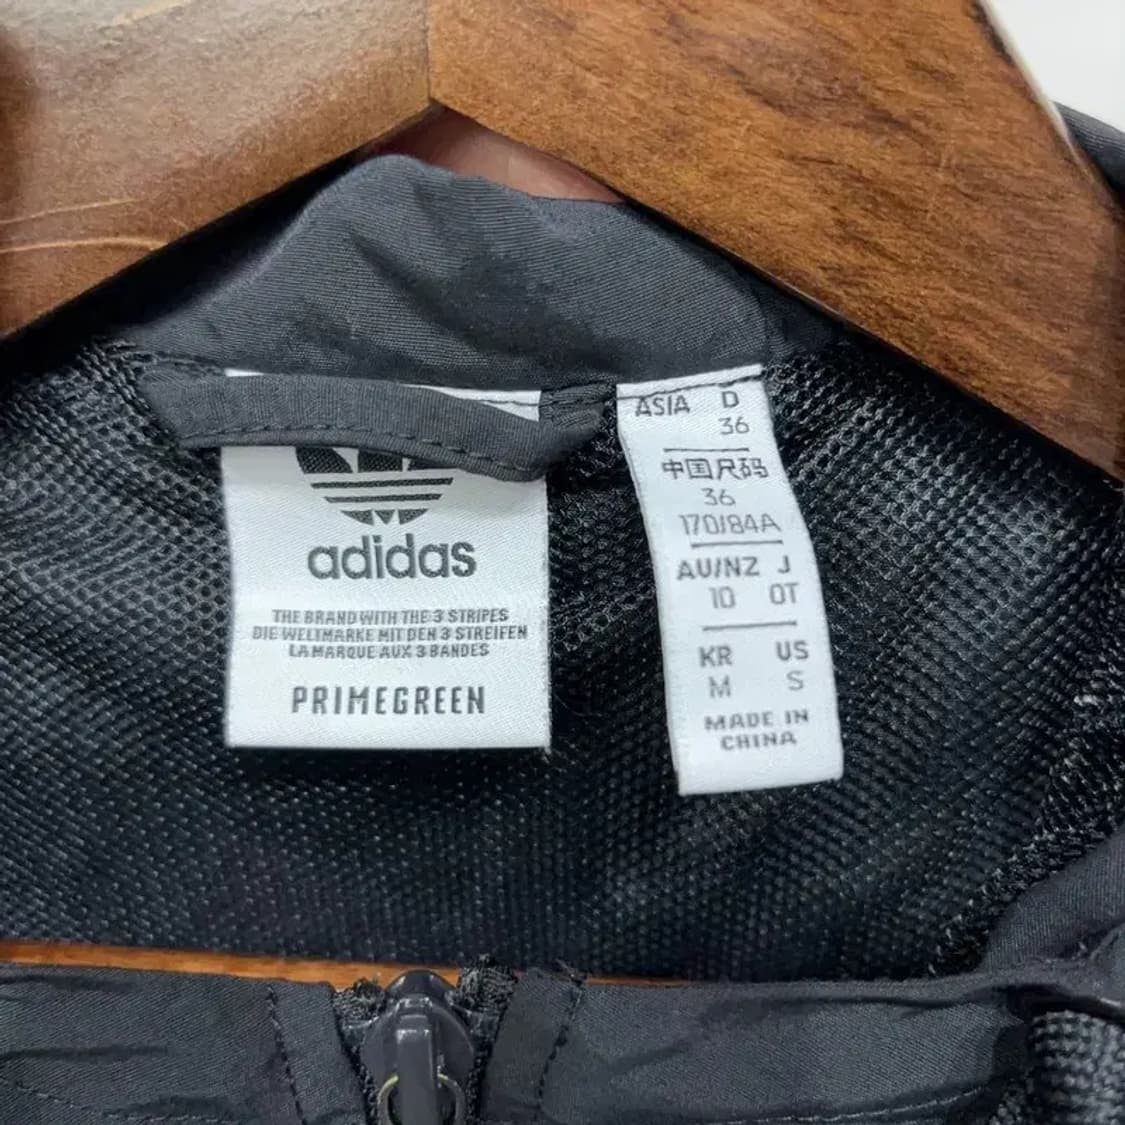 adidas
THE BRAND WITH THE 3 STRIPES
DIE WELTMARKE MIT DEN 3 STREIFEN
LA MARQUE AUX 3 BANDES
PRIMEGREEN
ASIA D
36
中国尺码
36
170/84A
AU/NZ J
10 OT
KR US
M S
MADE IN
CHINA